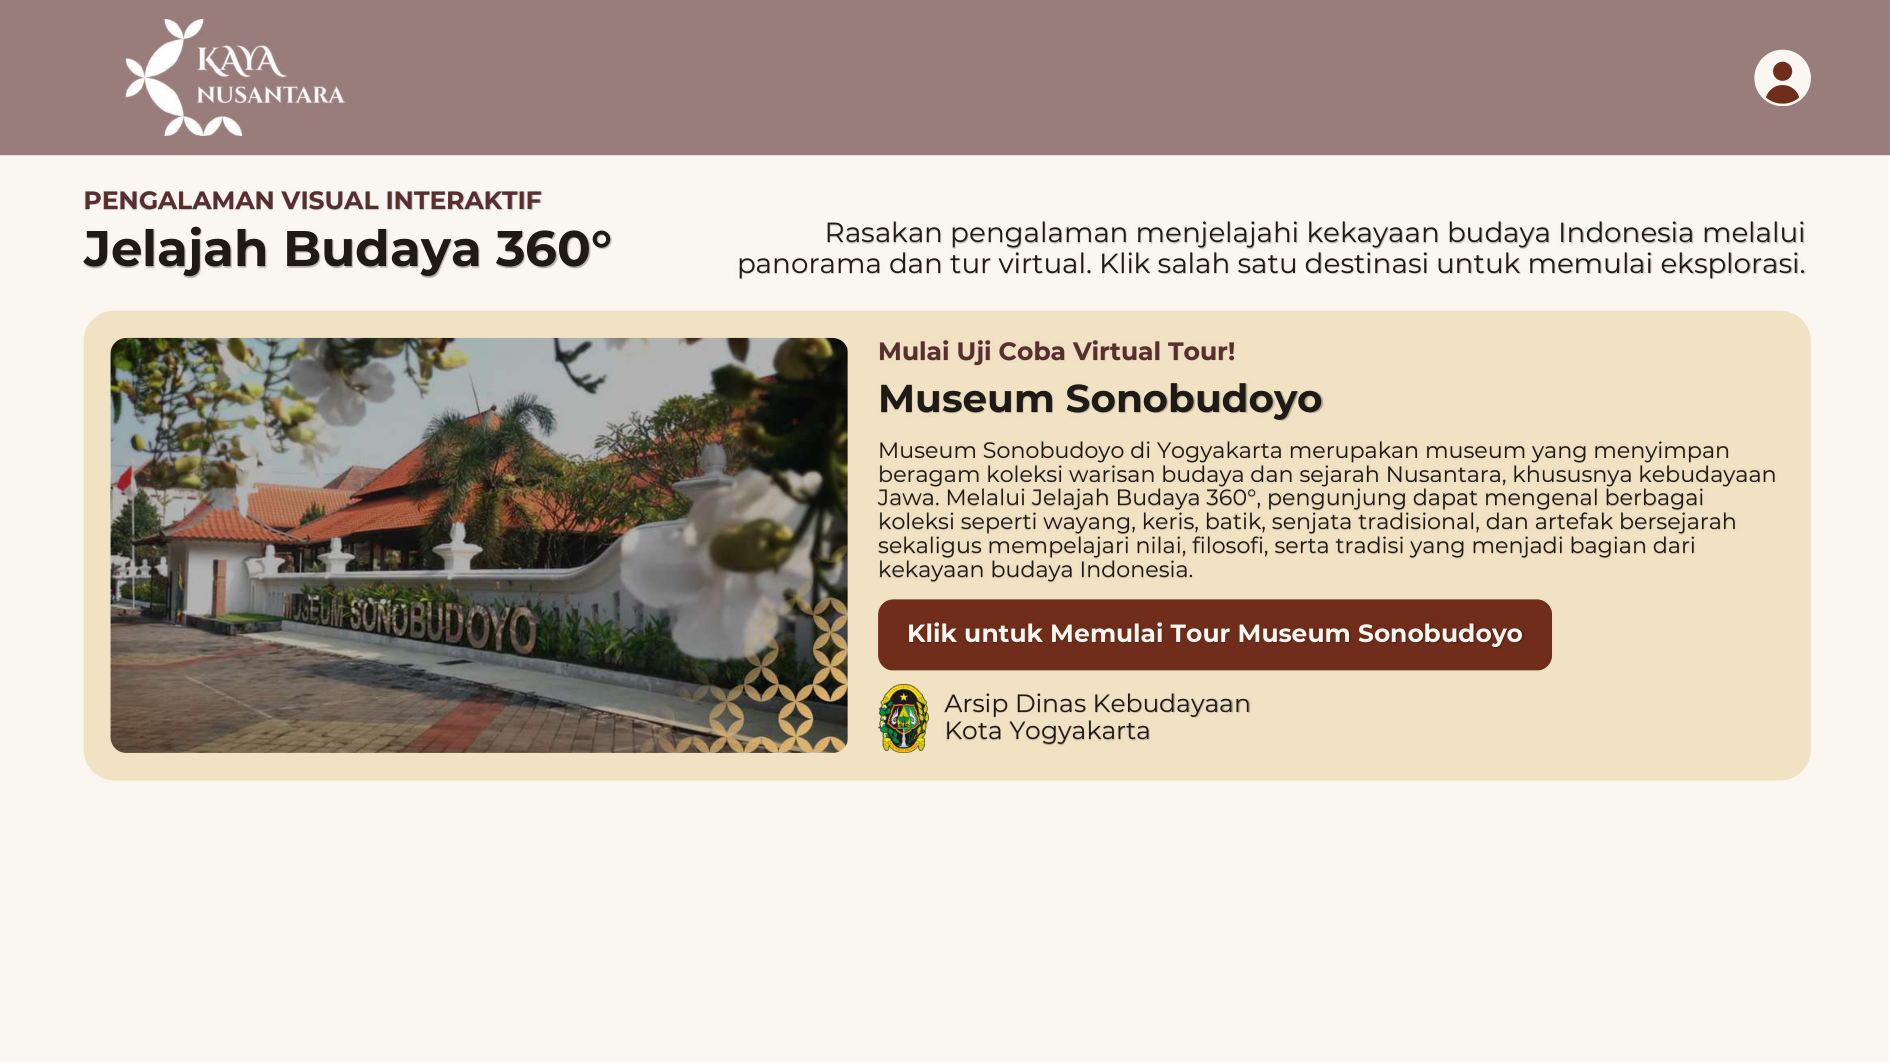 KAYA
NUSANTARA
PENGALAMAN VISUAL INTERAKTIF
Jelajah Budaya 360°
Rasakan pengalaman menjelajahi kekayaan budaya Indonesia melalui
panorama dan tur virtual. Klik salah satu destinasi untuk memulai eksplorasi.
MUSEUM SONOBUDOYO
Mulai Uji Coba Virtual Tour!
Museum Sonobudoyo
Museum Sonobudoyo di Yogyakarta merupakan museum yang menyimpan
beragam koleksi warisan budaya dan sejarah Nusantara, khususnya kebudayaan
Jawa. Melalui Jelajah Budaya 360°, pengunjung dapat mengenal berbagai
koleksi seperti wayang, keris, batik, senjata tradisional, dan artefak bersejarah
sekaligus mempelajari nilai, filosofi, serta tradisi yang menjadi bagian dari
kekayaan budaya Indonesia.
Klik untuk Memulai Tour Museum Sonobudoyo
Arsip Dinas Kebudayaan
Kota Yogyakarta